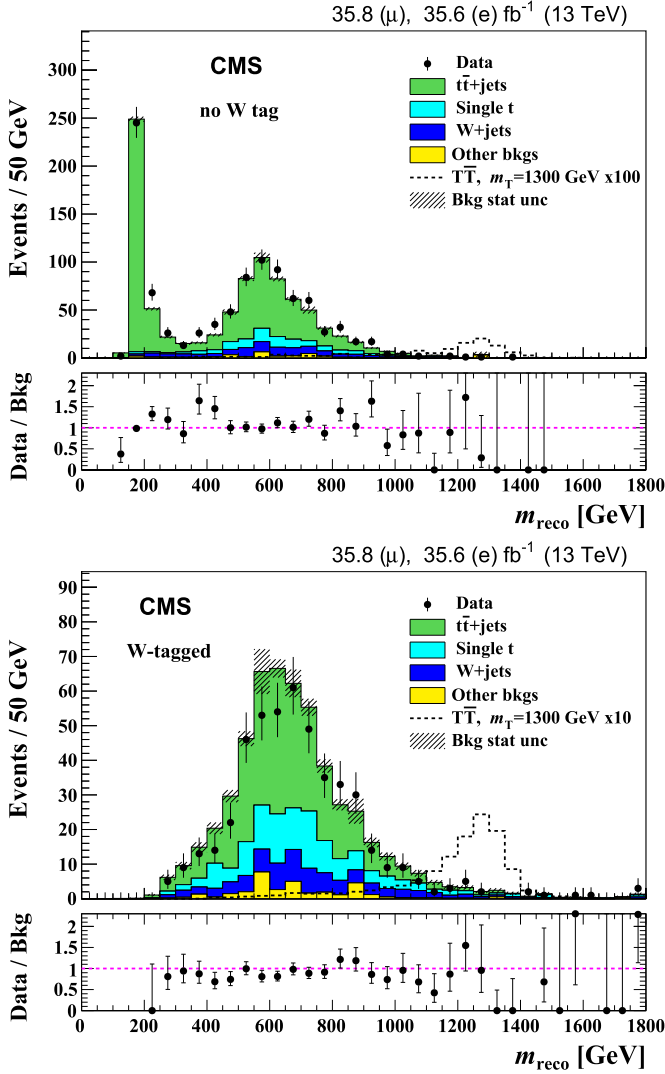 35.8 (μ), 35.6 (e) fb⁻¹ (13 TeV)
CMS
no W tag
Data
tt̄+jets
Single t
W+jets
Other bkgs
TT̄, m_T=1300 GeV x100
Bkg stat unc
Events / 50 GeV
300
250
200
150
100
50
0
Data / Bkg
2
1.5
1
0.5
0
0 200 400 600 800 1000 1200 1400 1600 1800
m_reco [GeV]
35.8 (μ), 35.6 (e) fb⁻¹ (13 TeV)
CMS
W-tagged
Data
tt̄+jets
Single t
W+jets
Other bkgs
TT̄, m_T=1300 GeV x10
Bkg stat unc
Events / 50 GeV
90
80
70
60
50
40
30
20
10
0
Data / Bkg
2
1.5
1
0.5
0
0 200 400 600 800 1000 1200 1400 1600 1800
m_reco [GeV]